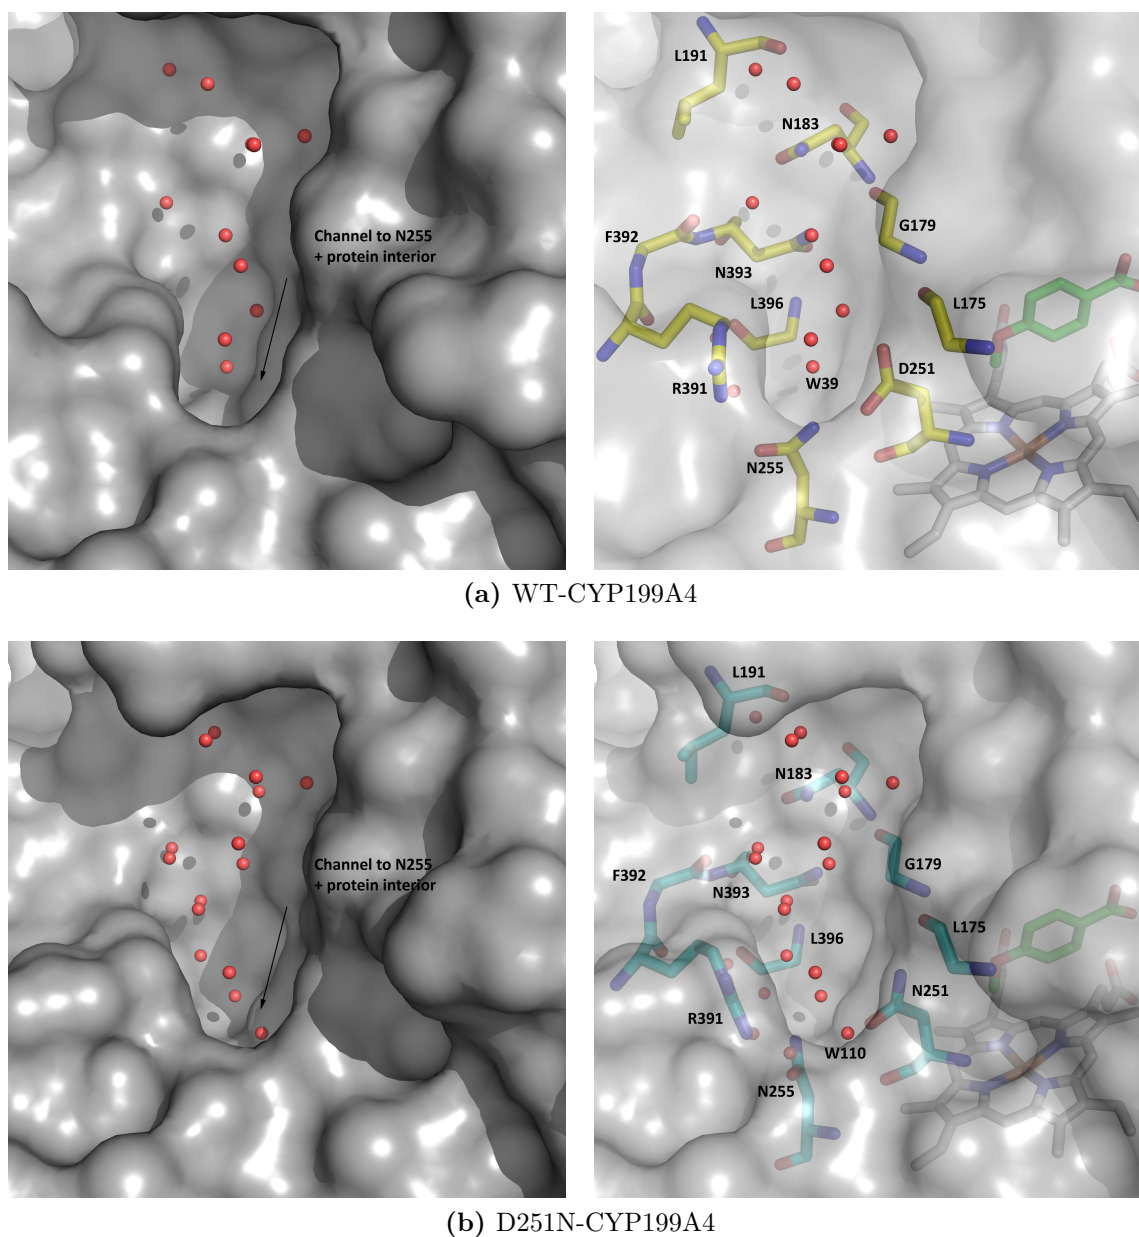 Channel to N255
+ protein interior
L191
N183
G179
F392
N393
L396
L175
D251
R391
W39
N255
(a) WT-CYP199A4
Channel to N255
+ protein interior
L191
N183
G179
F392
N393
L175
L396
N251
R391
W110
N255
(b) D251N-CYP199A4